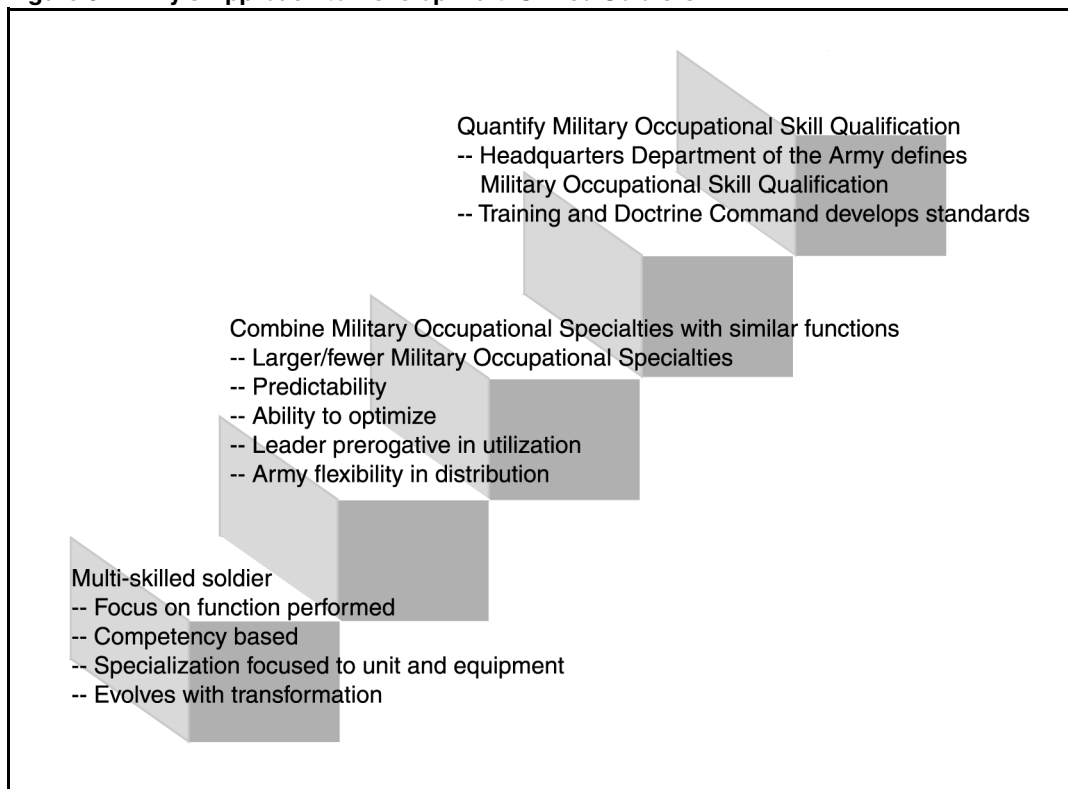 Quantify Military Occupational Skill Qualification
-- Headquarters Department of the Army defines
Military Occupational Skill Qualification
-- Training and Doctrine Command develops standards
Combine Military Occupational Specialties with similar functions
-- Larger/fewer Military Occupational Specialties
-- Predictability
-- Ability to optimize
-- Leader prerogative in utilization
-- Army flexibility in distribution
Multi-skilled soldier
-- Focus on function performed
-- Competency based
-- Specialization focused to unit and equipment
-- Evolves with transformation